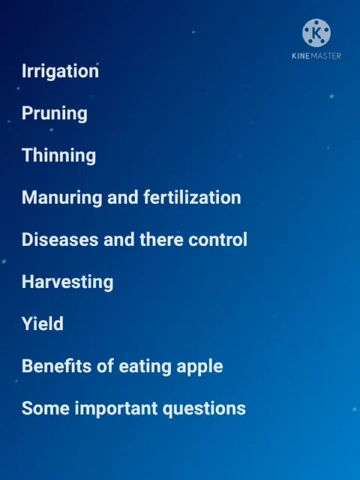 KINEMASTER
Irrigation
Pruning
Thinning
Manuring and fertilization
Diseases and there control
Harvesting
Yield
Benefits of eating apple
Some important questions